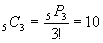 ₅C₃ = ₅P₃/3! = 10